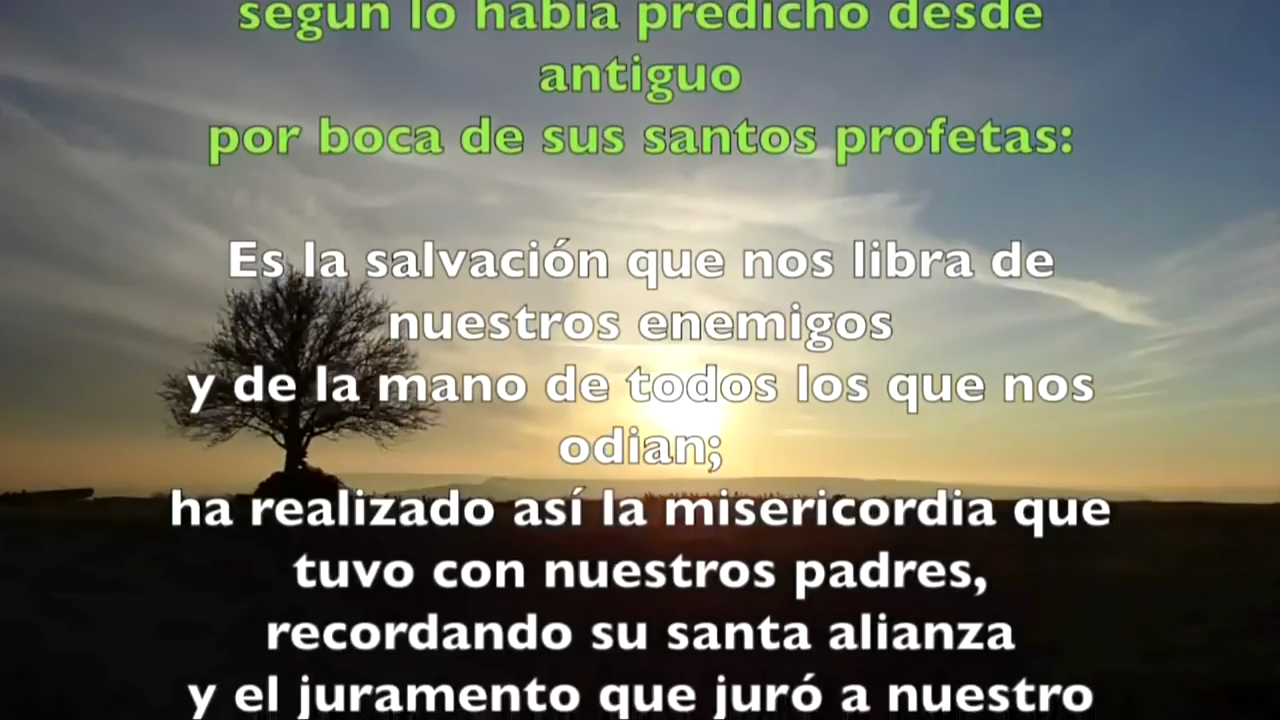 según lo había predicho desde
antiguo
por boca de sus santos profetas:
Es la salvación que nos libra de
nuestros enemigos
y de la mano de todos los que nos
odian;
ha realizado así la misericordia que
tuvo con nuestros padres,
recordando su santa alianza
y el juramento que juró a nuestro